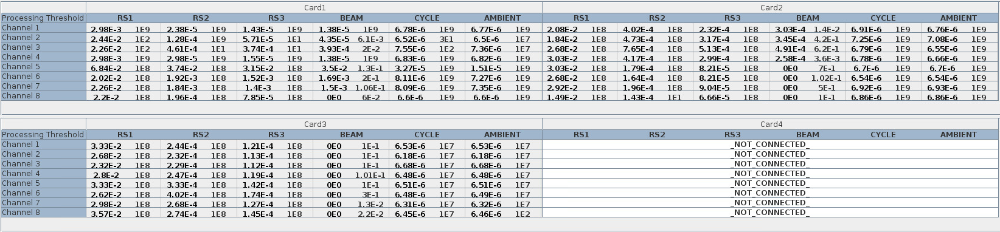 Card1 Card2
Processing Threshold RS1 RS2 RS3 BEAM CYCLE AMBIENT RS1 RS2 RS3 BEAM CYCLE AMBIENT
Channel 1 2.98E-3 1E9 2.38E-5 1E9 1.43E-5 1E9 1.38E-5 1E9 6.78E-6 1E9 6.77E-6 1E9 2.08E-2 1E8 4.02E-4 1E8 2.32E-4 1E8 3.03E-4 1.4E-2 6.91E-6 1E9 6.76E-6 1E9
Channel 2 2.44E-2 1E2 1.28E-4 1E9 5.71E-5 1E1 4.35E-5 6.1E-3 6.52E-6 3E1 6.5E-6 1E7 1.84E-2 1E8 4.73E-4 1E8 3.17E-4 1E8 3.45E-4 4.2E-1 7.25E-6 1E9 7.08E-6 1E9
Channel 3 2.26E-2 1E2 4.61E-4 1E1 3.74E-4 1E1 3.93E-4 2E-2 7.55E-6 1E2 7.36E-6 1E9 2.68E-2 1E8 7.65E-4 1E8 5.13E-4 1E8 4.91E-4 6.2E-1 6.79E-6 1E9 6.55E-6 1E9
Channel 4 2.98E-3 1E9 2.98E-5 1E9 1.55E-5 1E9 1.38E-5 1E9 6.83E-6 1E9 6.82E-6 1E9 3.03E-2 1E8 4.17E-4 1E8 2.99E-4 1E8 2.58E-4 3.6E-3 6.78E-6 1E9 6.66E-6 1E9
Channel 5 6.84E-2 1E8 3.74E-2 1E8 3.15E-2 1E8 3.5E-2 1.3E-1 3.27E-5 1E9 1.51E-5 1E9 3.03E-2 1E8 1.79E-4 1E8 8.21E-5 1E8 0E0 7E-1 6.7E-6 1E9 6.7E-6 1E9
Channel 6 2.02E-2 1E8 1.92E-3 1E8 1.52E-3 1E8 1.69E-3 2E-1 8.11E-6 1E9 7.27E-6 1E9 2.68E-2 1E8 1.64E-4 1E8 8.21E-5 1E8 0E0 1.02E-1 6.54E-6 1E9 6.54E-6 1E9
Channel 7 2.26E-2 1E8 1.84E-3 1E8 1.4E-3 1E8 1.5E-3 1.06E-1 8.09E-6 1E9 7.35E-6 1E9 2.92E-2 1E8 1.96E-4 1E8 9.04E-5 1E8 0E0 5E-1 6.92E-6 1E9 6.93E-6 1E9
Channel 8 2.2E-2 1E8 1.96E-4 1E8 7.85E-5 1E8 0E0 6E-2 6.6E-6 1E9 6.6E-6 1E9 1.49E-2 1E8 1.43E-4 1E1 6.66E-5 1E8 0E0 1E-1 6.86E-6 1E9 6.86E-6 1E9
Card3 Card4
Processing Threshold RS1 RS2 RS3 BEAM CYCLE AMBIENT RS1 RS2 RS3 BEAM CYCLE AMBIENT
Channel 1 3.33E-2 1E8 2.44E-4 1E8 1.21E-4 1E8 0E0 1E-1 6.53E-6 1E7 6.53E-6 1E7 _NOT_CONNECTED_
Channel 2 2.68E-2 1E8 2.32E-4 1E8 1.13E-4 1E8 0E0 1E-1 6.18E-6 1E7 6.18E-6 1E7 _NOT_CONNECTED_
Channel 3 2.32E-2 1E8 2.29E-4 1E8 1.12E-4 1E8 0E0 1E-1 6.68E-6 1E7 6.68E-6 1E7 _NOT_CONNECTED_
Channel 4 2.8E-2 1E8 2.47E-4 1E8 1.19E-4 1E8 0E0 1.01E-1 6.48E-6 1E7 6.48E-6 1E7 _NOT_CONNECTED_
Channel 5 3.33E-2 1E8 3.33E-4 1E8 1.42E-4 1E8 0E0 1E-1 6.51E-6 1E7 6.51E-6 1E7 _NOT_CONNECTED_
Channel 6 2.62E-2 1E8 4.02E-4 1E8 1.74E-4 1E8 0E0 3E-1 6.48E-6 1E7 6.49E-6 1E7 _NOT_CONNECTED_
Channel 7 2.98E-2 1E8 2.68E-4 1E8 1.27E-4 1E8 0E0 1.3E-2 6.31E-6 1E7 6.32E-6 1E7 _NOT_CONNECTED_
Channel 8 3.57E-2 1E8 2.74E-4 1E8 1.45E-4 1E8 0E0 2.2E-2 6.45E-6 1E7 6.46E-6 1E2 _NOT_CONNECTED_